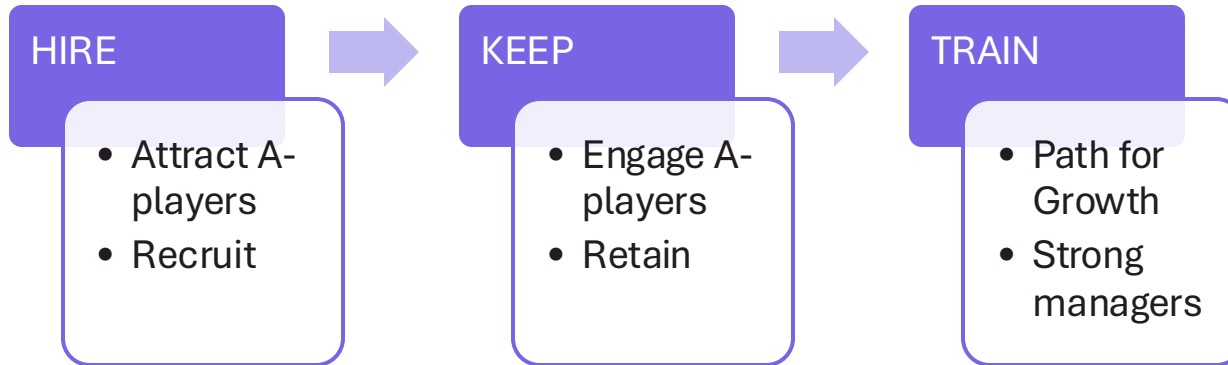 HIRE
• Attract A-
players
• Recruit
KEEP
• Engage A-
players
• Retain
TRAIN
• Path for
Growth
• Strong
managers